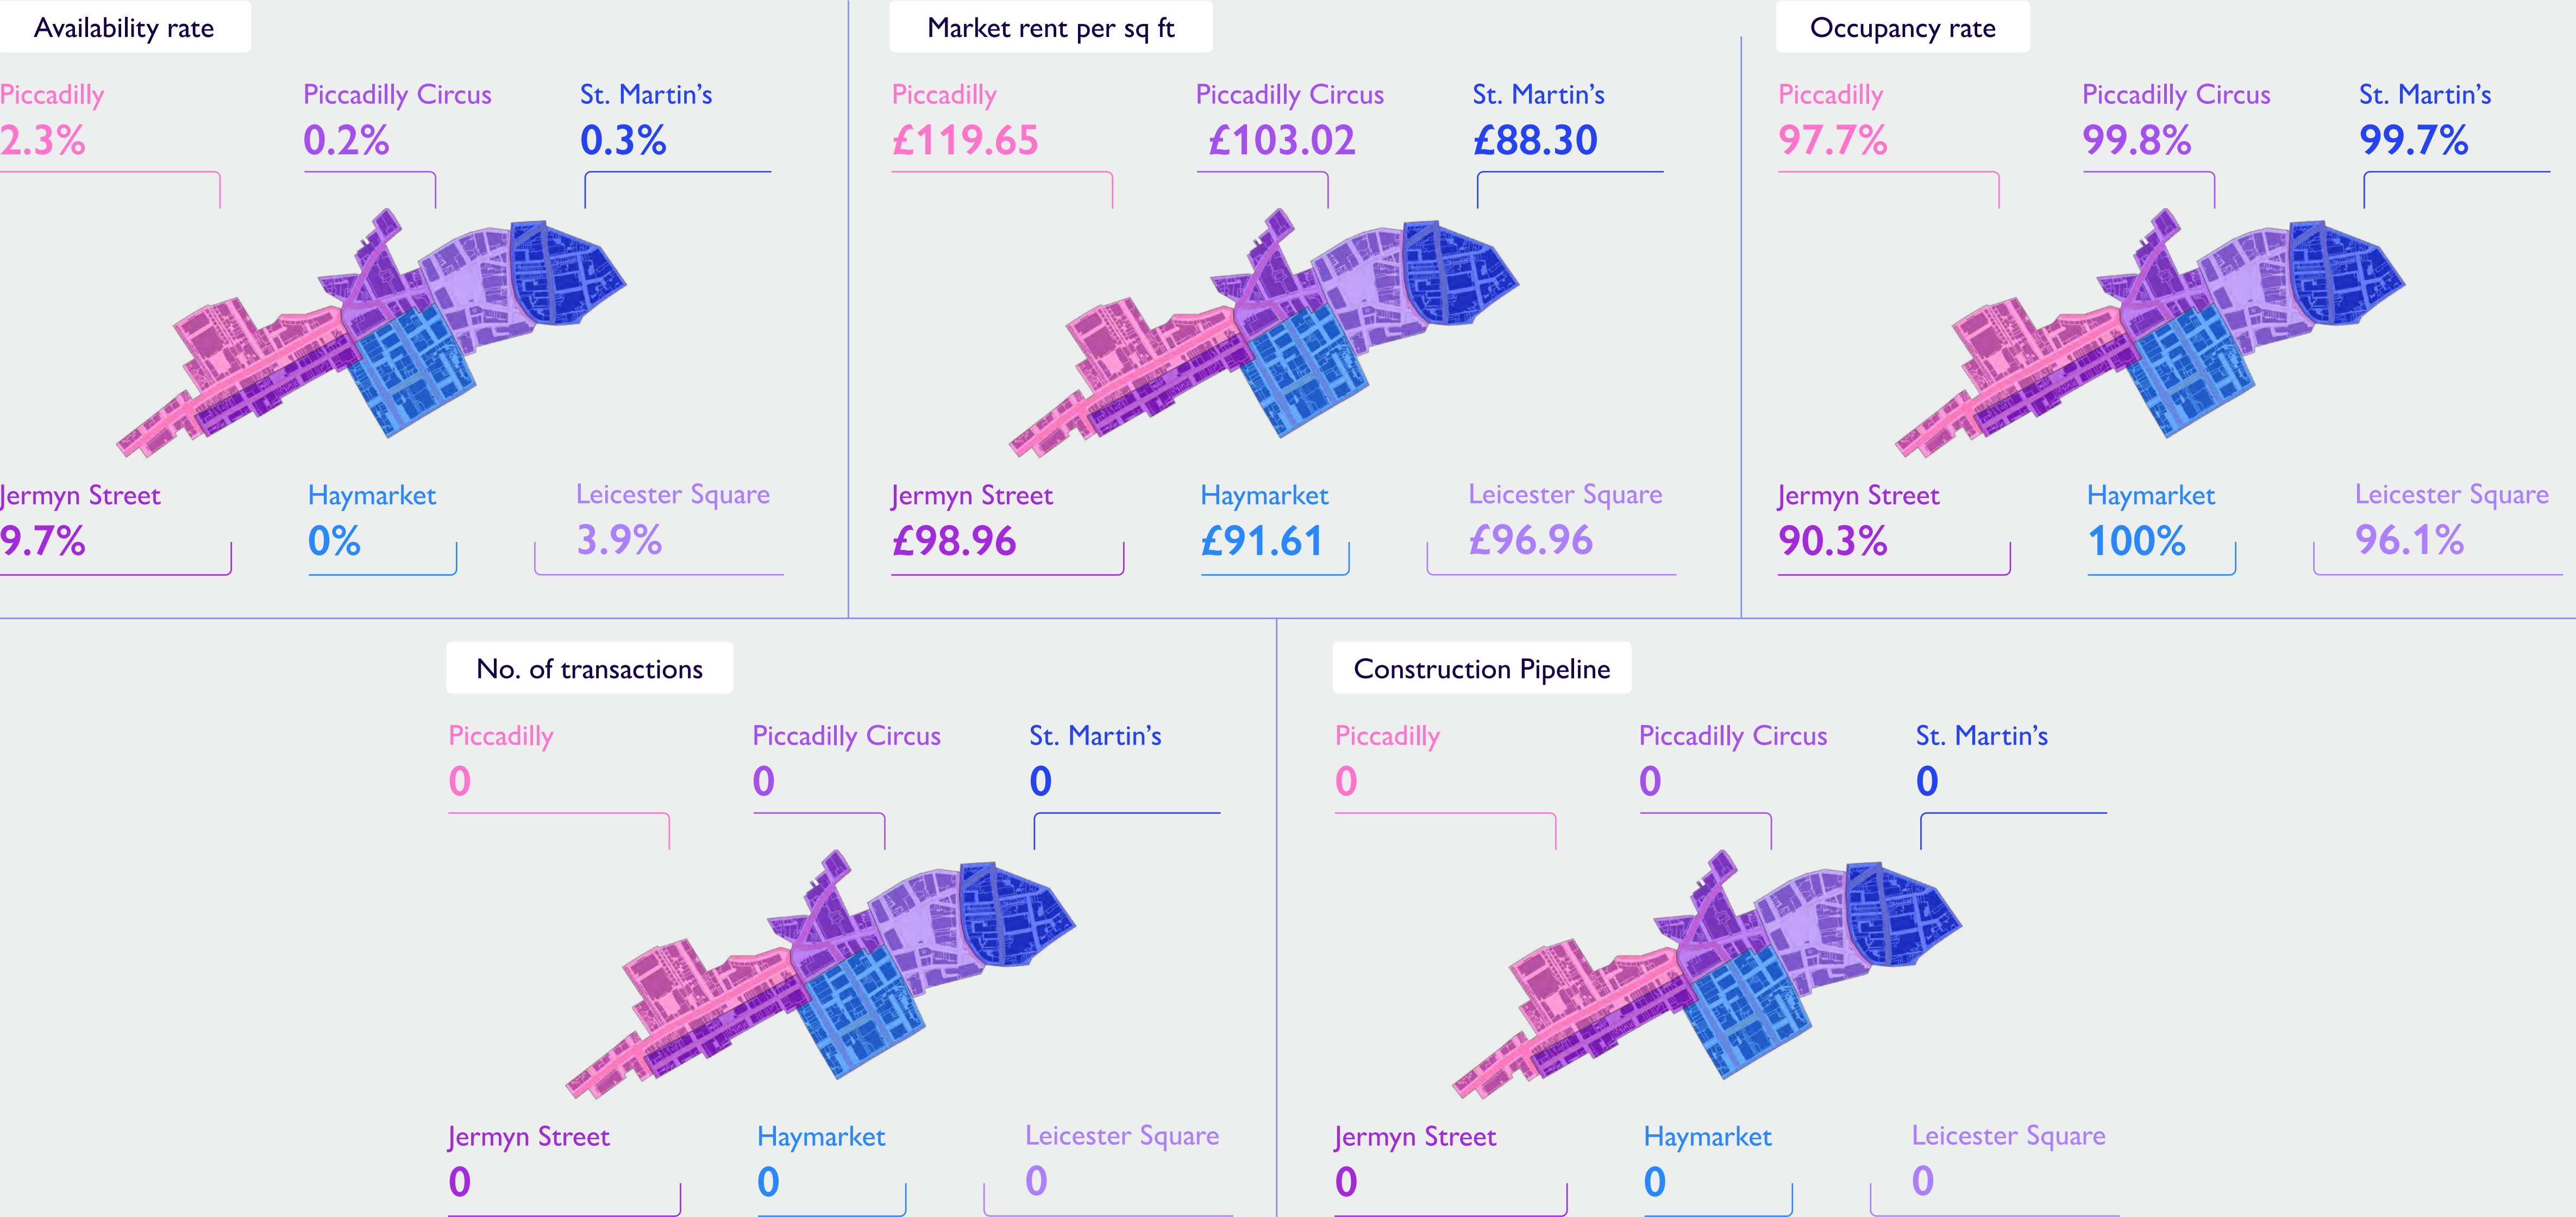 Availability rate
Piccadilly
2.3%
Piccadilly Circus
0.2%
St. Martin’s
0.3%
Jermyn Street
9.7%
Haymarket
0%
Leicester Square
3.9%
Market rent per sq ft
Piccadilly
£119.65
Piccadilly Circus
£103.02
St. Martin’s
£88.30
Jermyn Street
£98.96
Haymarket
£91.61
Leicester Square
£96.96
Occupancy rate
Piccadilly
97.7%
Piccadilly Circus
99.8%
St. Martin’s
99.7%
Jermyn Street
90.3%
Haymarket
100%
Leicester Square
96.1%
No. of transactions
Piccadilly
0
Piccadilly Circus
0
St. Martin’s
0
Jermyn Street
0
Haymarket
0
Leicester Square
0
Construction Pipeline
Piccadilly
0
Piccadilly Circus
0
St. Martin’s
0
Jermyn Street
0
Haymarket
0
Leicester Square
0